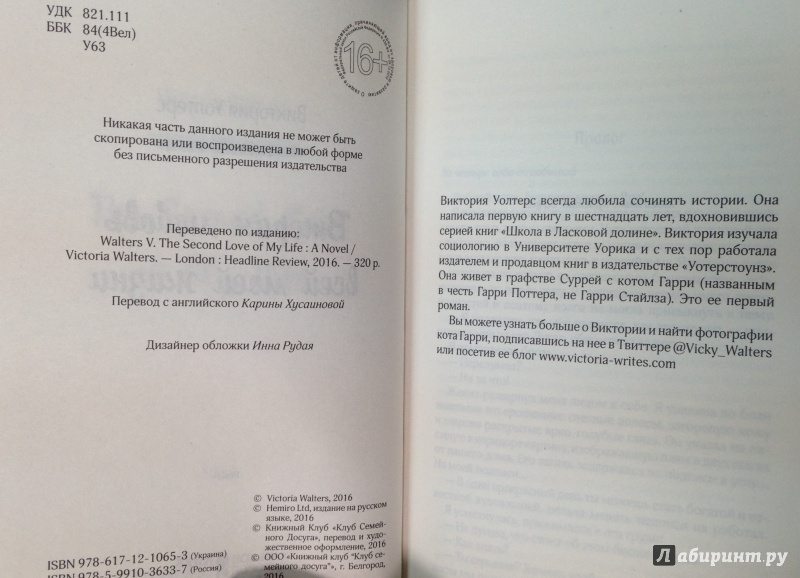 УДК 821.111
ББК 84(4Вел)
У63
16+
Никакая часть данного издания не может быть
скопирована или воспроизведена в любой форме
без письменного разрешения издательства
Переведено по изданию:
Walters V. The Second Love of My Life : A Novel /
Victoria Walters. — London : Headline Review, 2016. — 320 p.
Перевод с английского Карины Хусаиновой
Дизайнер обложки Инна Рудая
© Victoria Walters, 2016
© Hemiro Ltd, издание на русском
языке, 2016
© Книжный Клуб «Клуб Семей-
ного Досуга», перевод и худо-
жественное оформление, 2016
© ООО «Книжный клуб “Клуб се-
мейного досуга”», г. Белгород,
2016
ISBN 978-617-12-1065-3 (Украина)
ISBN 978-5-9910-3633-7 (Россия)
Виктория Уолтерс всегда любила сочинять истории. Она
написала первую книгу в шестнадцать лет, вдохновившись
серией книг «Школа в Ласковой долине». Виктория изучала
социологию в Университете Уорика и с тех пор работала
издателем и продавцом книг в издательстве «Уотерстоунз».
Она живет в графстве Суррей с котом Гарри (названным
в честь Гарри Поттера, не Гарри Стайлза). Это ее первый
роман.
Вы можете узнать больше о Виктории и найти фотографии
кота Гарри, подписавшись на нее в Твиттере @Vicky_Walters
или посетив ее блог www.victoria-writes.com
Лабиринт.ру